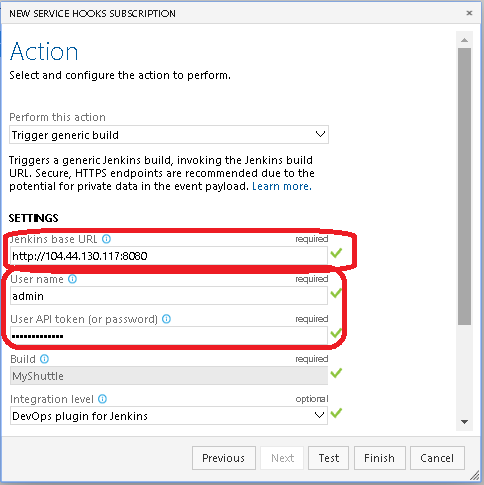 NEW SERVICE HOOKS SUBSCRIPTION
Action
Select and configure the action to perform.
Perform this action
Trigger generic build
Triggers a generic Jenkins build, invoking the Jenkins build
URL. Secure, HTTPS endpoints are recommended due to the
potential for private data in the event payload. Learn more.
SETTINGS
Jenkins base URL required
http://104.44.130.117:8080
User name required
admin
User API token (or password) required
•••••••••••••
Build required
MyShuttle
Integration level optional
DevOps plugin for Jenkins
Previous Next Test Finish Cancel